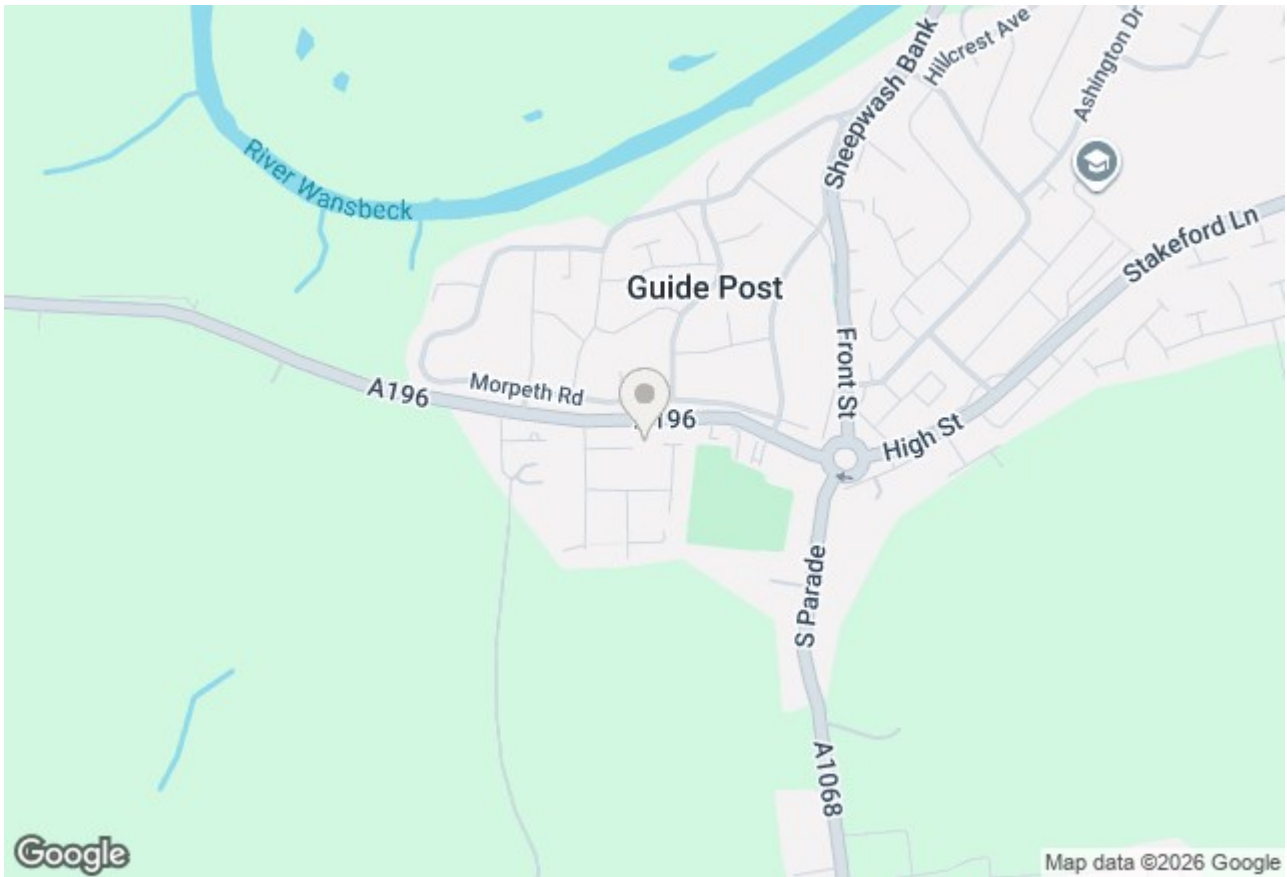 Sheepwash Bank
Hillcrest Ave
Ashington Dr
River Wansbeck
Stakeford Ln
Guide Post
Front St
A196
Morpeth Rd
196
High St
S Parade
A1068
Google
Map data ©2026 Google